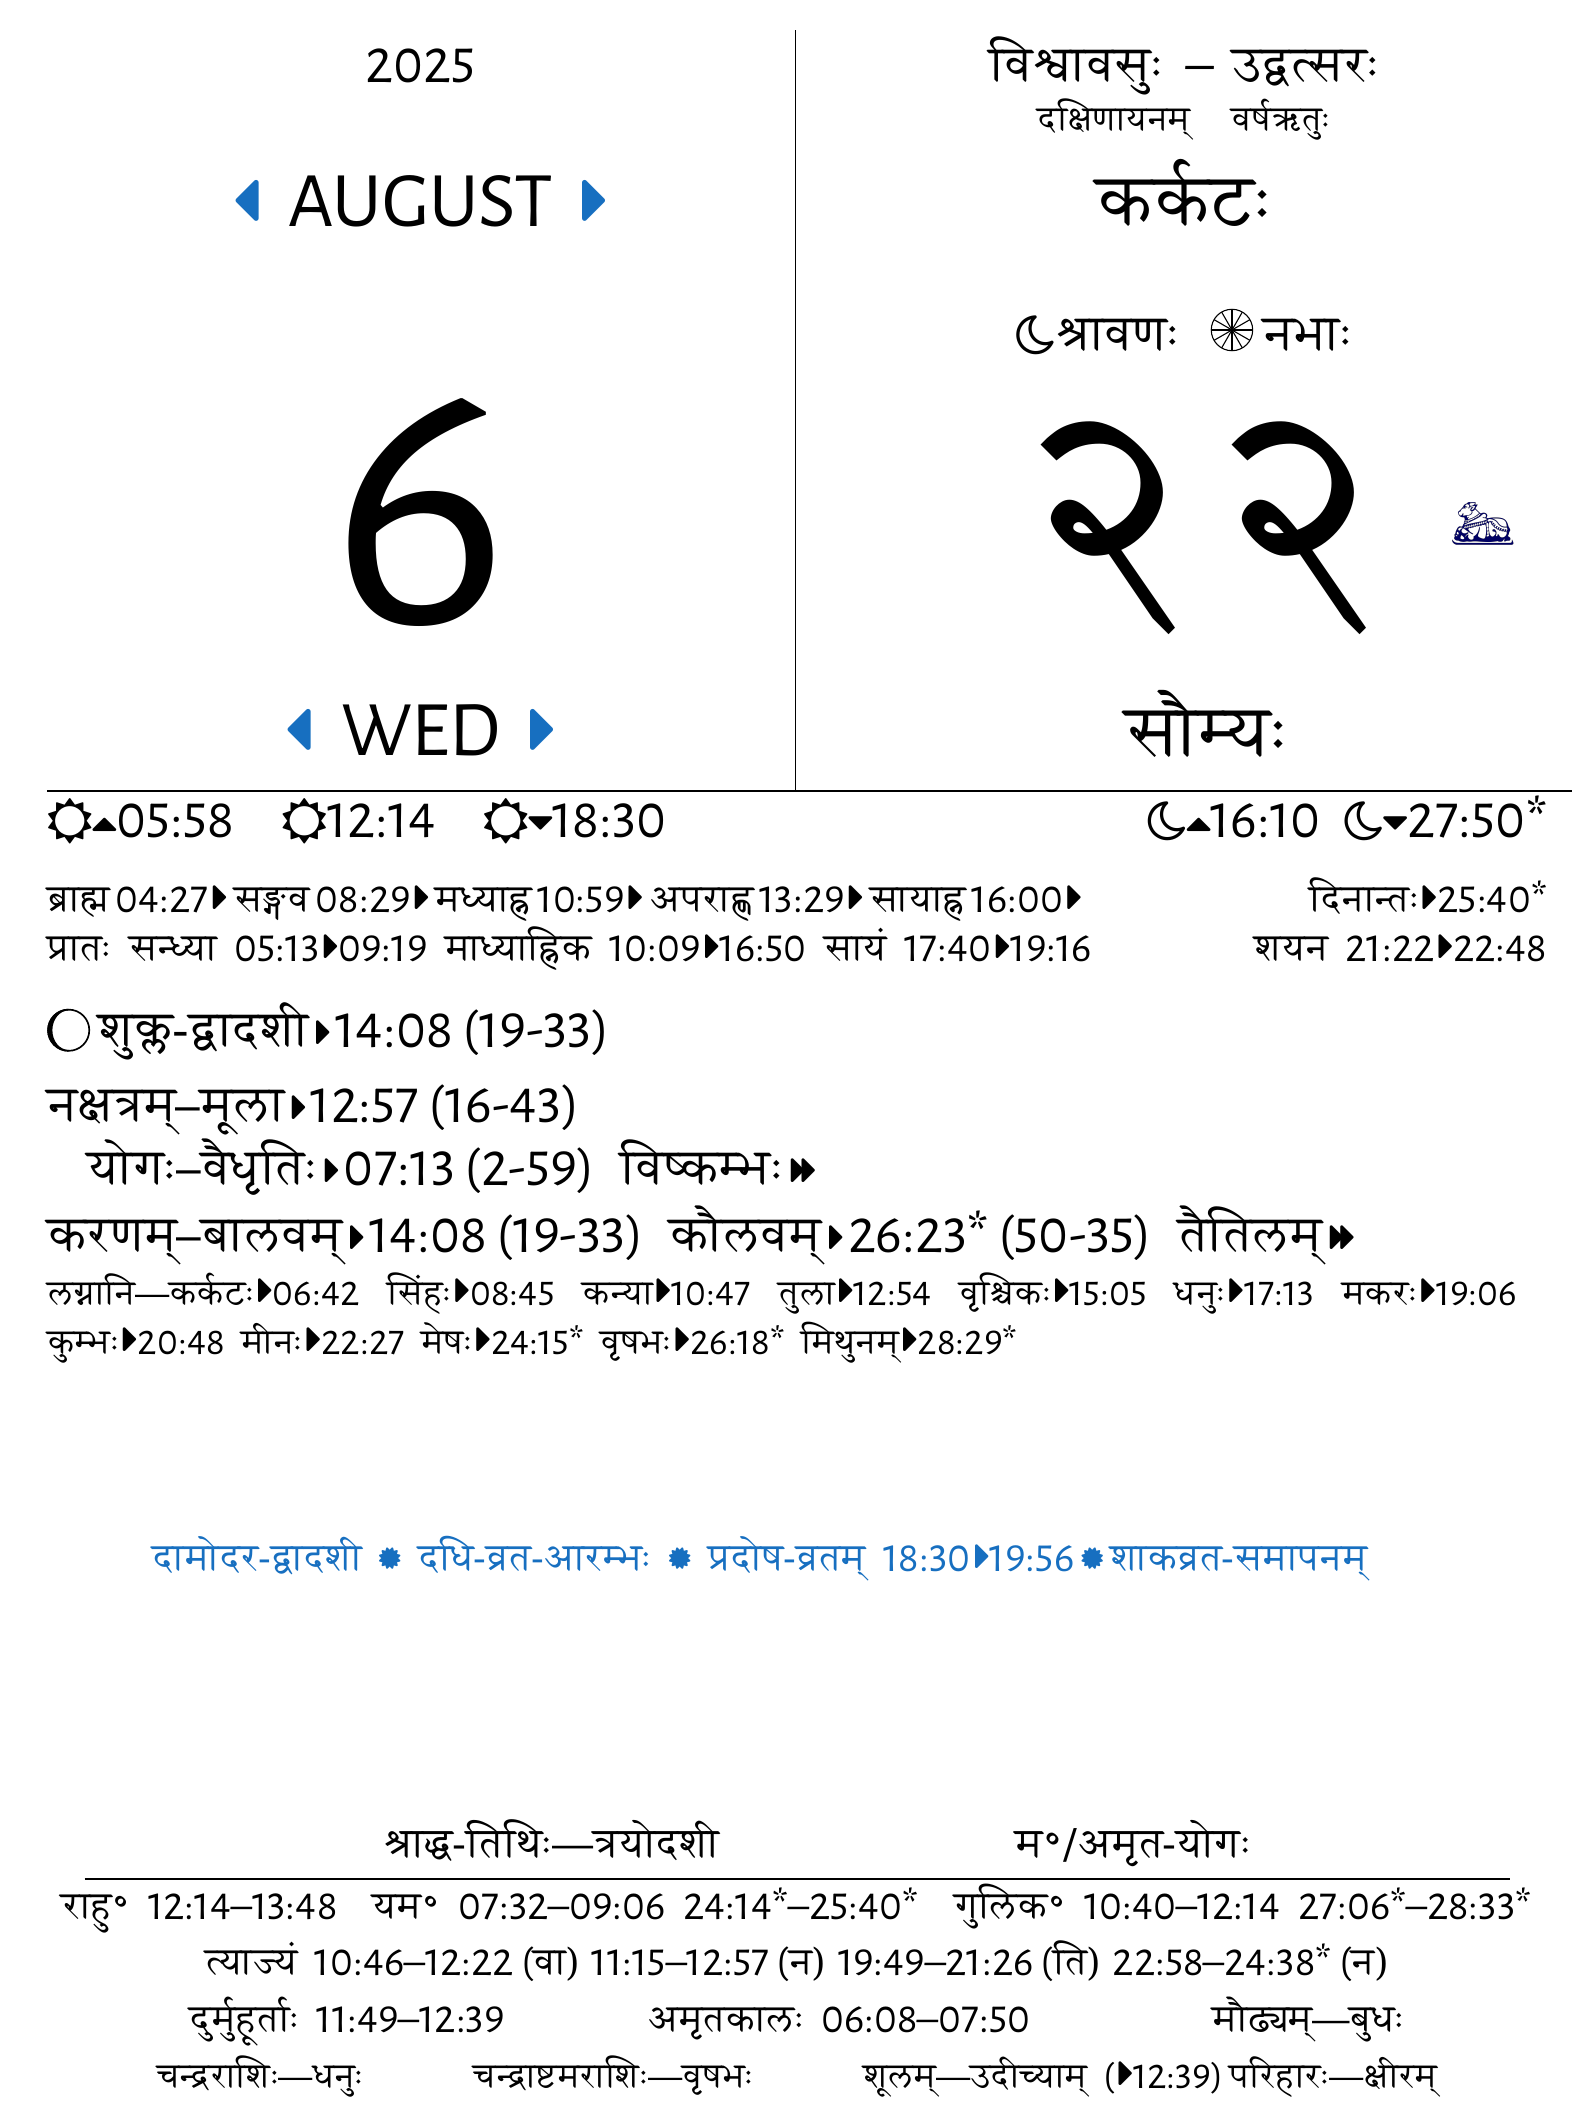 2025
AUGUST
6
WED
विश्वावसुः – उद्वत्सरः
दक्षिणायनम् वर्षऋतुः
कर्कटः
श्रावणः नभाः
२२
सौम्यः
05:58 12:14 18:30 16:10 27:50*
ब्राह्म 04:27 सङ्गव 08:29 मध्याह्न 10:59 अपराह्ण 13:29 सायाह्न 16:00 दिनान्तः 25:40*
प्रातः सन्ध्या 05:13 09:19 माध्याह्निक 10:09 16:50 सायं 17:40 19:16 शयन 21:22 22:48
शुक्ल-द्वादशी 14:08 (19-33)
नक्षत्रम्–मूला 12:57 (16-43)
योगः–वैधृतिः 07:13 (2-59) विष्कम्भः
करणम्–बालवम् 14:08 (19-33) कौलवम् 26:23* (50-35) तैतिलम्
लग्नानि—कर्कटः 06:42 सिंहः 08:45 कन्या 10:47 तुला 12:54 वृश्चिकः 15:05 धनुः 17:13 मकरः 19:06
कुम्भः 20:48 मीनः 22:27 मेषः 24:15* वृषभः 26:18* मिथुनम् 28:29*
दामोदर-द्वादशी दधि-व्रत-आरम्भः प्रदोष-व्रतम् 18:30 19:56 शाकव्रत-समापनम्
श्राद्ध-तिथिः—त्रयोदशी म॰/अमृत-योगः
राहु॰ 12:14–13:48 यम॰ 07:32–09:06 24:14*–25:40* गुलिक॰ 10:40–12:14 27:06*–28:33*
त्याज्यं 10:46–12:22 (वा) 11:15–12:57 (न) 19:49–21:26 (ति) 22:58–24:38* (न)
दुर्मुहूर्ताः 11:49–12:39 अमृतकालः 06:08–07:50 मौढ्यम्—बुधः
चन्द्रराशिः—धनुः चन्द्राष्टमराशिः—वृषभः शूलम्—उदीच्याम् (12:39) परिहारः—क्षीरम्